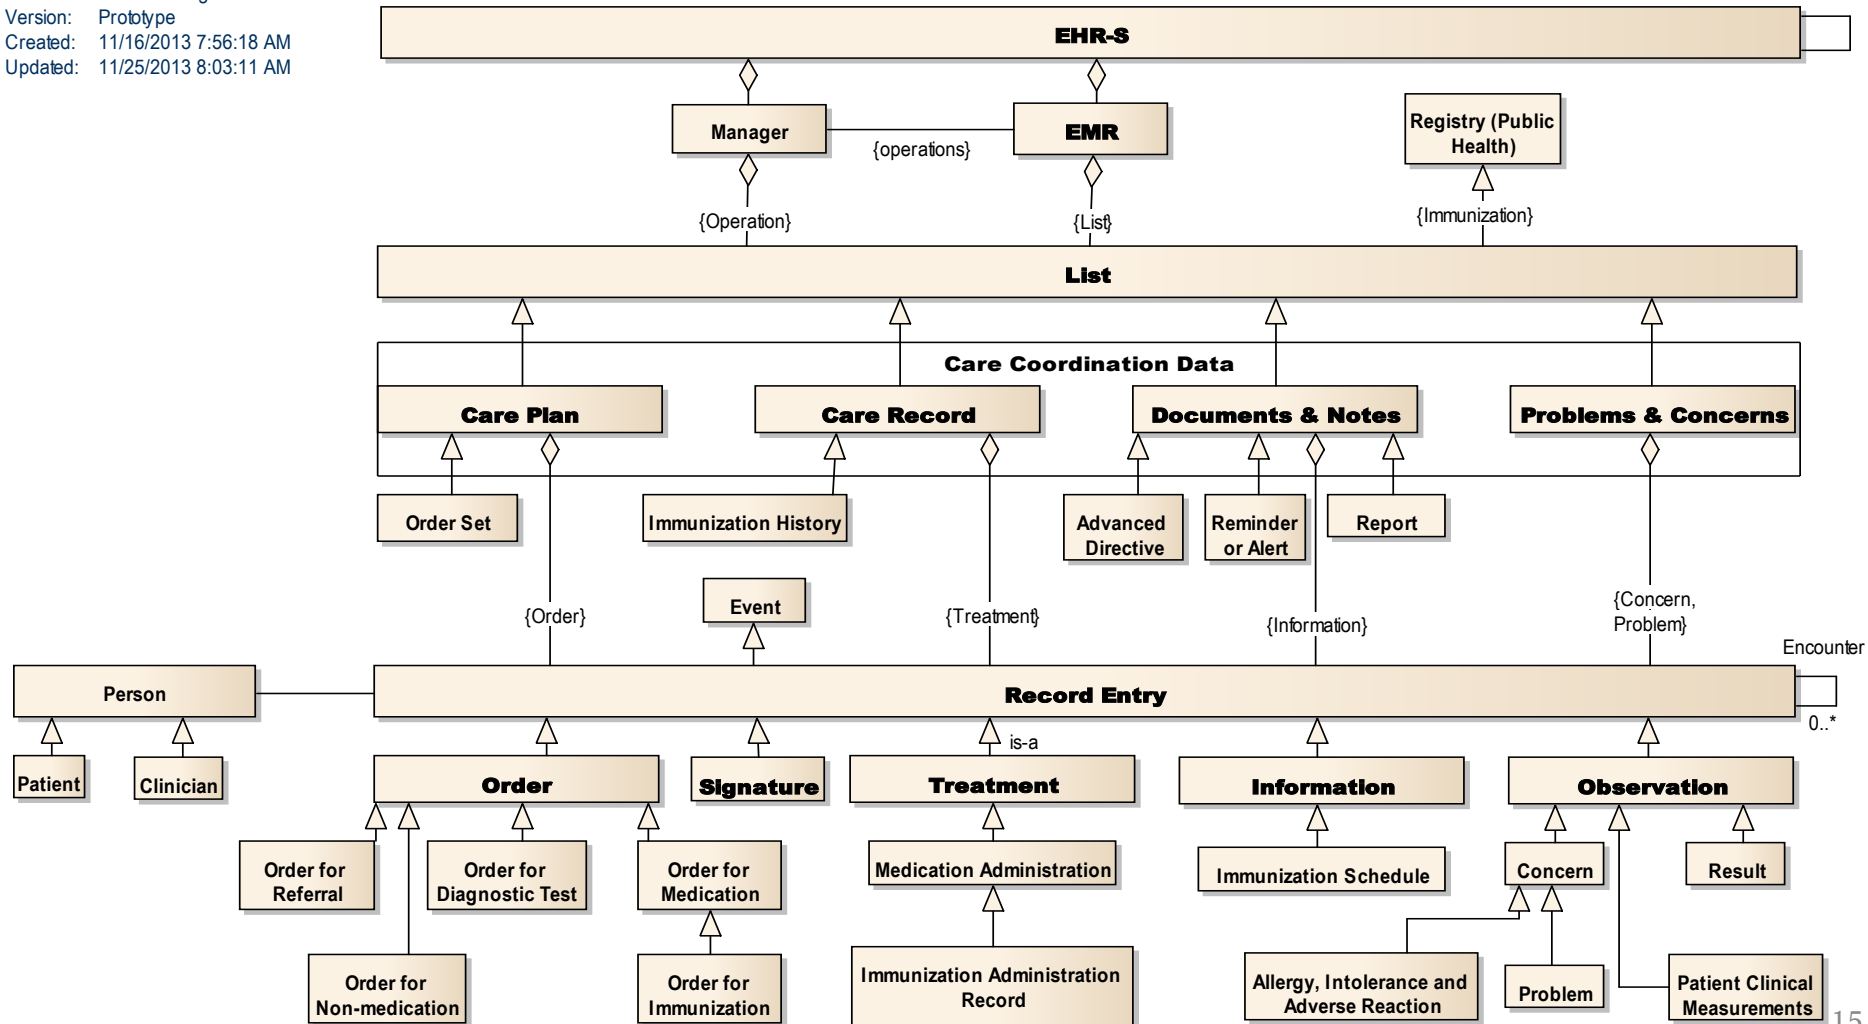 Version: Prototype
Created: 11/16/2013 7:56:18 AM
Updated: 11/25/2013 8:03:11 AM
EHR-S
Manager
{operations}
EMR
Registry (Public
Health)
{Operation}
{List}
{Immunization}
List
Care Coordination Data
Care Plan
Care Record
Documents & Notes
Problems & Concerns
Order Set
Immunization History
Advanced
Directive
Reminder
or Alert
Report
Event
{Order}
{Treatment}
{Information}
{Concern,
Problem}
Encounter
Person
Record Entry
0..*
is-a
Patient
Clinician
Order
Signature
Treatment
Information
Observation
Order for
Referral
Order for
Diagnostic Test
Order for
Medication
Medication Administration
Immunization Schedule
Concern
Result
Order for
Non-medication
Order for
Immunization
Immunization Administration
Record
Allergy, Intolerance and
Adverse Reaction
Problem
Patient Clinical
Measurements
15